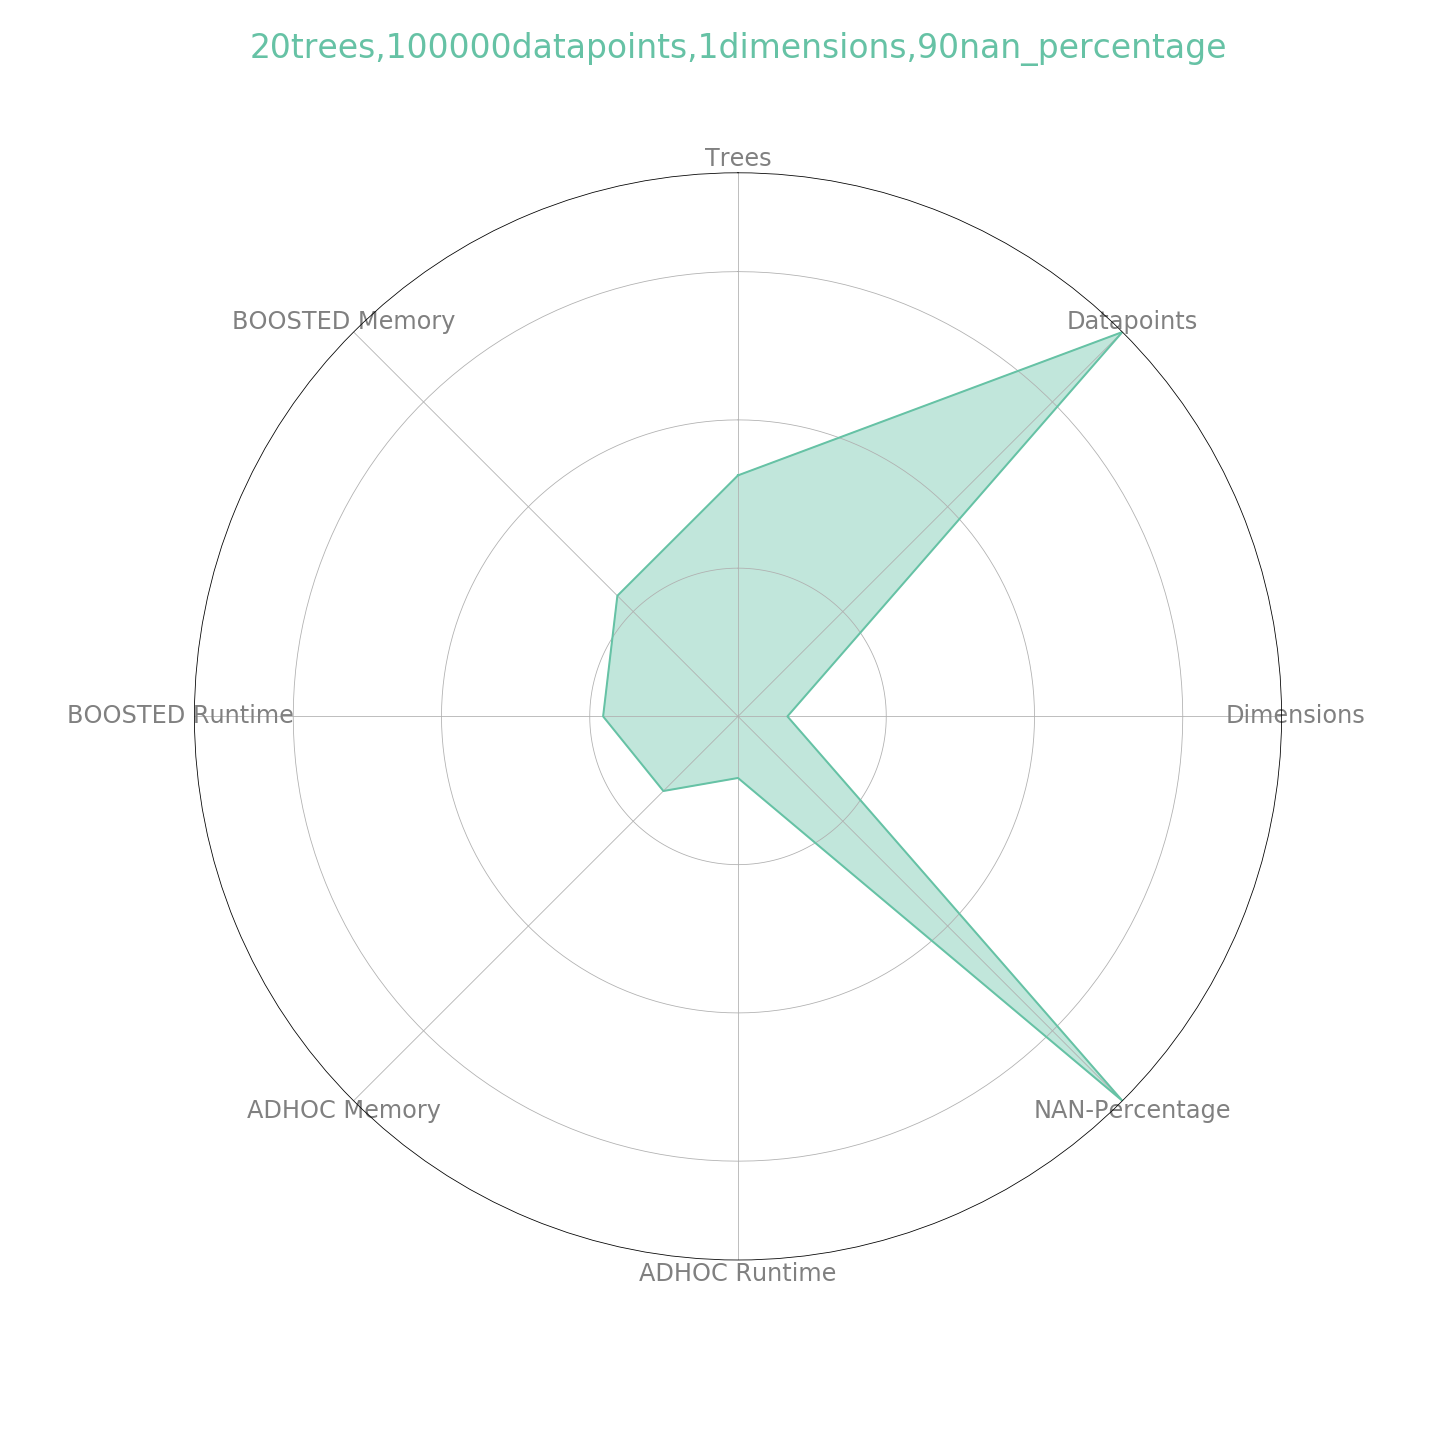 20trees,100000datapoints,1dimensions,90nan_percentage
Trees
BOOSTED Memory
Datapoints
BOOSTED Runtime
Dimensions
ADHOC Memory
NAN-Percentage
ADHOC Runtime